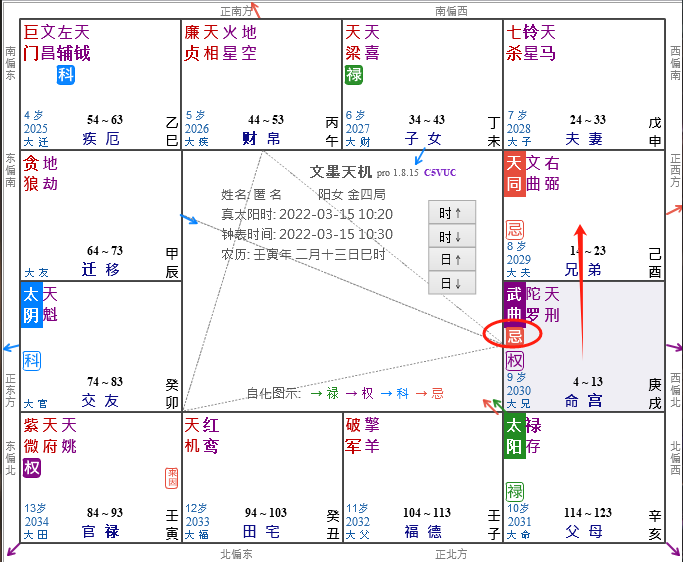 正南方
南偏西
南偏东
巨文左天
门昌辅钺
科
4 岁
2025
大 迁
54 ~ 63
疾 厄
乙
巳
廉天火地
贞相星空
5 岁
2026
大 疾
44 ~ 53
财 帛
丙
午
天天
梁喜
禄
6 岁
2027
大 财
34 ~ 43
子 女
丁
未
七铃天
杀星马
7 岁
2028
大 子
24 ~ 33
夫 妻
戊
申
西偏南
东偏南
贪地
狼劫
大 友
64 ~ 73
迁 移
甲
辰
文墨天机 pro 1.8.15 C5VUC
姓名: 匿 名 阳女 金四局
真太阳时: 2022-03-15 10:20
钟表时间: 2022-03-15 10:30
农历: 壬寅年 二月十三日巳时
时↑
时↓
日↑
日↓
自化图示: →禄 →权 →科 →忌
天文右
同曲弼
忌
8 岁
2029
大 夫
14 ~ 23
兄 弟
己
酉
正西方
太天
阴魁
科
大 官
74 ~ 83
交 友
癸
卯
正东方
武陀天
曲罗刑
忌
权
9 岁
2030
大 兄
4 ~ 13
命 宫
庚
戌
西偏北
东偏北
紫天天
微府姚
权
来因
13岁
2034
大 田
84 ~ 93
官 禄
壬
寅
天红
机鸾
12岁
2033
大 福
94 ~ 103
田 宅
癸
丑
破擎
军羊
11岁
2032
大 父
104 ~ 113
福 德
壬
子
太禄
阳存
禄
10岁
2031
大 命
114 ~ 123
父 母
辛
亥
北偏西
北偏东
正北方